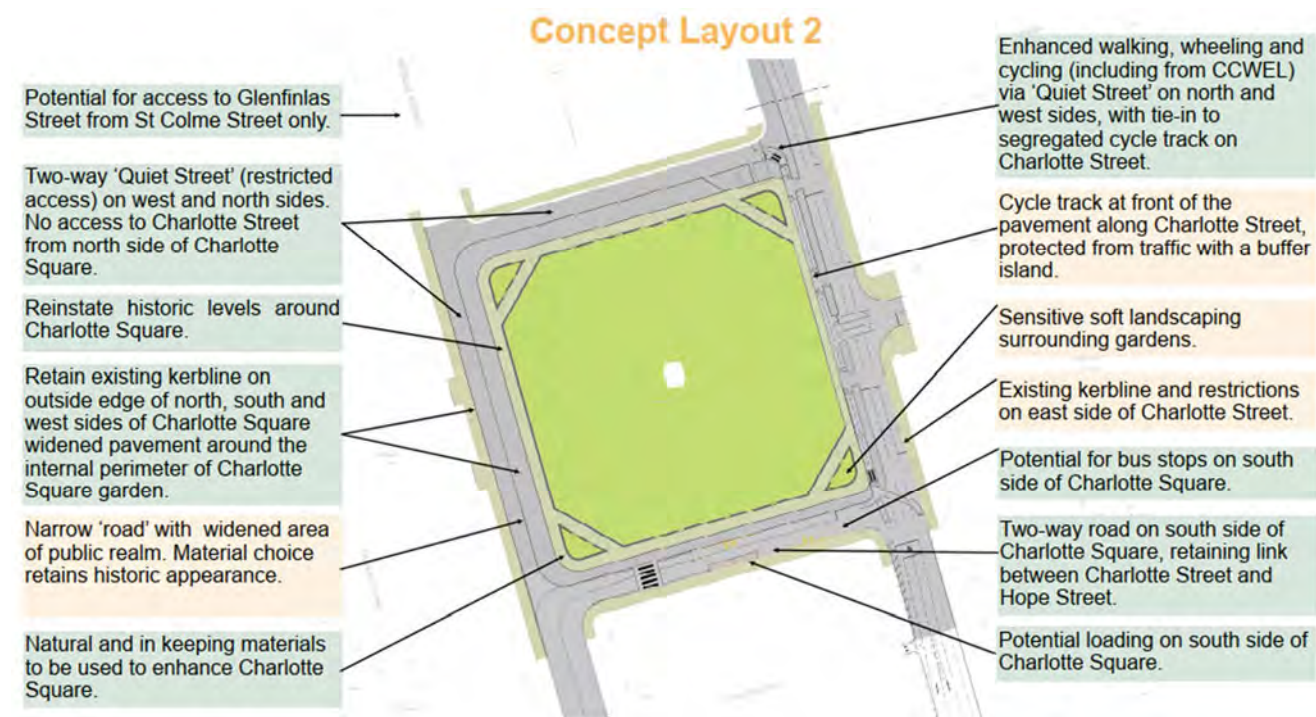 Concept Layout 2
Potential for access to Glenfinlas
Street from St Colme Street only.
Two-way ‘Quiet Street’ (restricted
access) on west and north sides.
No access to Charlotte Street
from north side of Charlotte
Square.
Reinstate historic levels around
Charlotte Square.
Retain existing kerbline on
outside edge of north, south and
west sides of Charlotte Square
widened pavement around the
internal perimeter of Charlotte
Square garden.
Narrow ‘road’ with widened area
of public realm. Material choice
retains historic appearance.
Natural and in keeping materials
to be used to enhance Charlotte
Square.
Enhanced walking, wheeling and
cycling (including from CCWEL)
via ‘Quiet Street’ on north and
west sides, with tie-in to
segregated cycle track on
Charlotte Street.
Cycle track at front of the
pavement along Charlotte Street,
protected from traffic with a buffer
island.
Sensitive soft landscaping
surrounding gardens.
Existing kerbline and restrictions
on east side of Charlotte Street.
Potential for bus stops on south
side of Charlotte Square.
Two-way road on south side of
Charlotte Square, retaining link
between Charlotte Street and
Hope Street.
Potential loading on south side of
Charlotte Square.